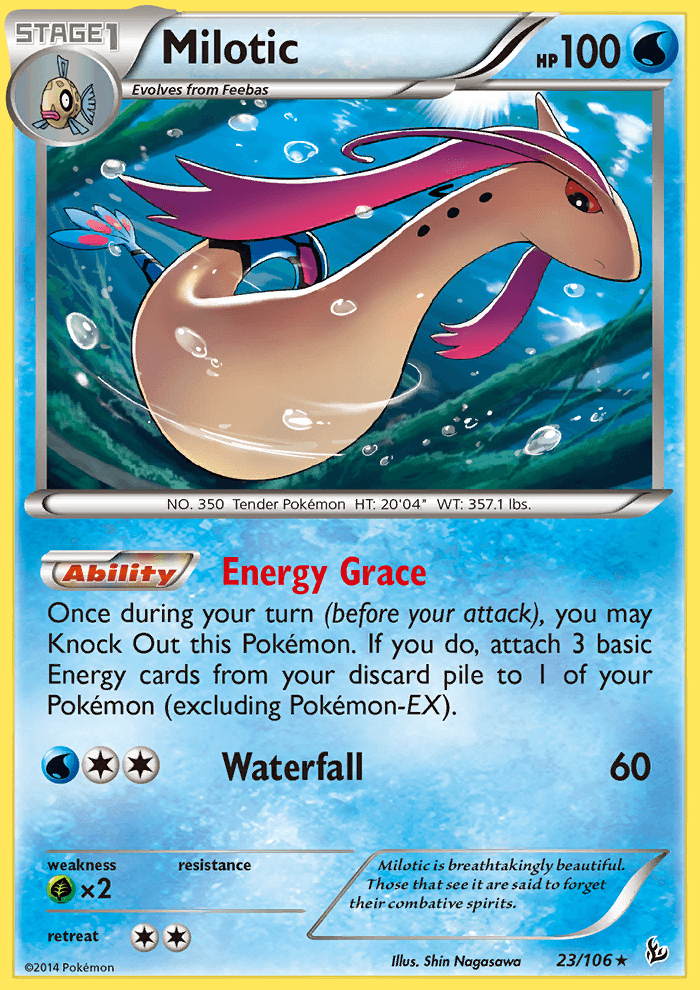 STAGE1
Milotic
HP100
Evolves from Feebas
NO. 350 Tender Pokémon HT: 20'04" WT: 357.1 lbs.
Ability Energy Grace
Once during your turn (before your attack), you may
Knock Out this Pokémon. If you do, attach 3 basic
Energy cards from your discard pile to 1 of your
Pokémon (excluding Pokémon-EX).
Waterfall 60
weakness resistance
×2
retreat
Milotic is breathtakingly beautiful.
Those that see it are said to forget
their combative spirits.
©2014 Pokémon
Illus. Shin Nagasawa 23/106 ★